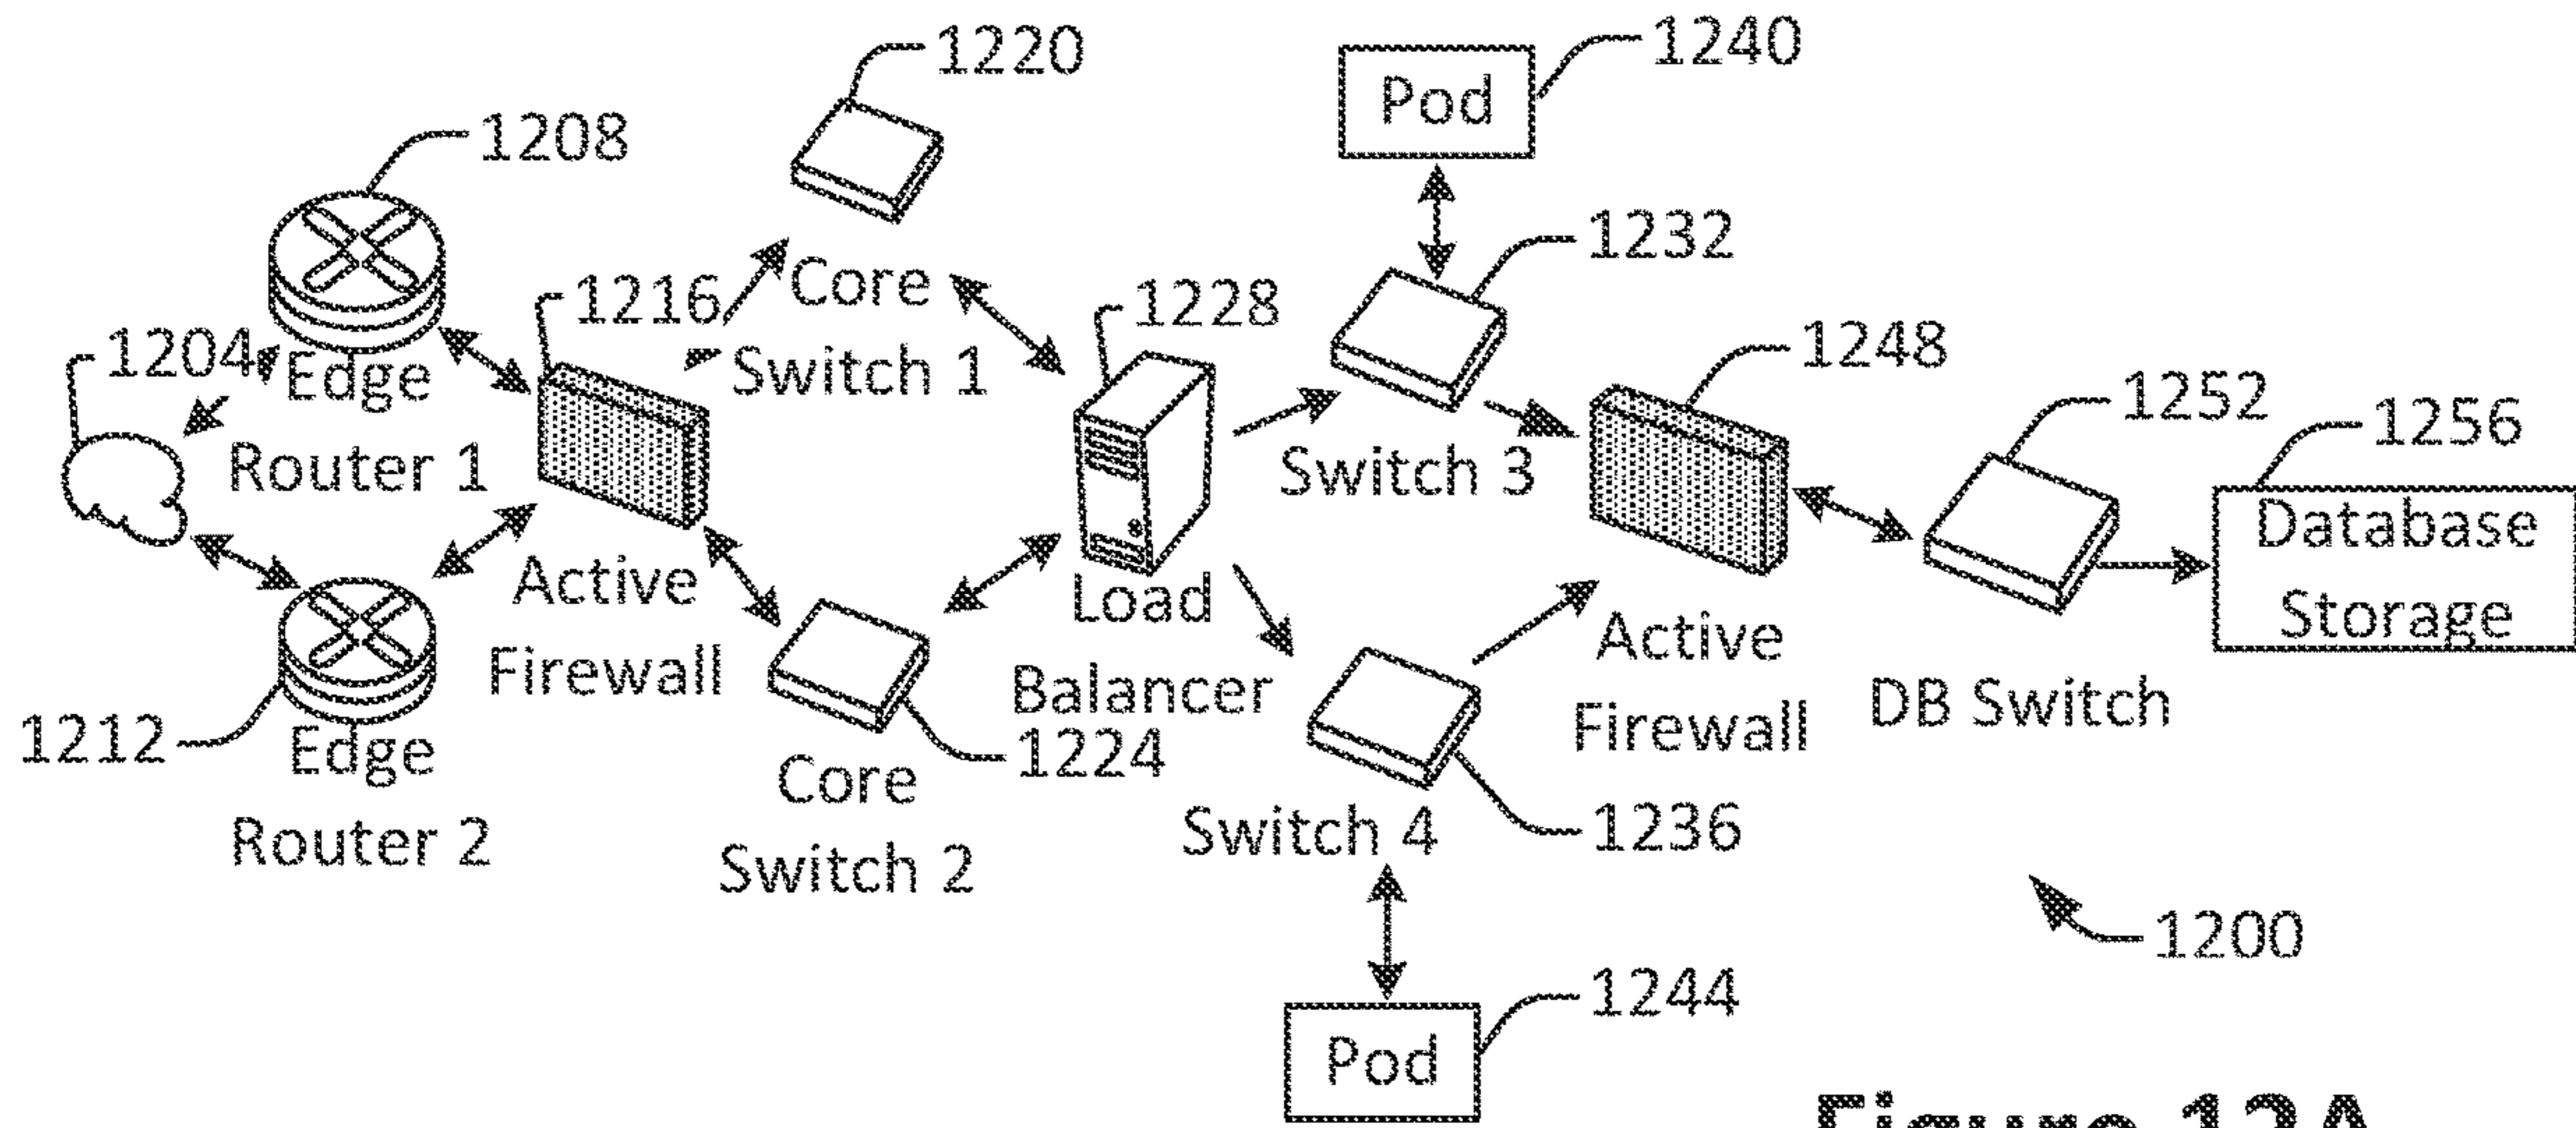 1220
1240
Pod
1208
1232
Core
Switch 1
1216
1228
1204
Edge
Router 1
1248
Switch 3
1252
1256
Database
Storage
Active
Firewall
Load
Balancer
Active
Firewall
DB Switch
1212
Edge
Router 2
1224
Core
Switch 2
Switch 4
1236
1200
1244
Pod
Figure 12A